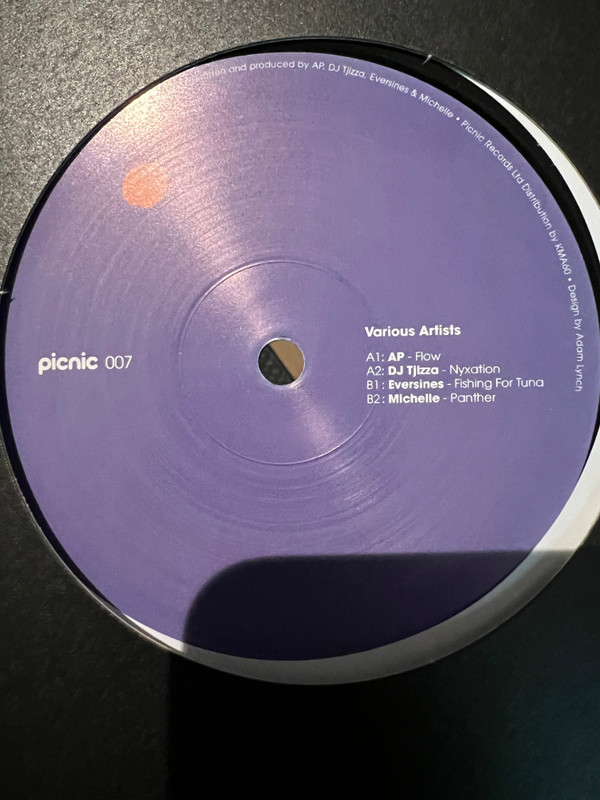 and produced by AP, DJ Tjizza, Eversines & Michelle • Picnic Records Ltd Distribution by KMA60 • Design by Adam Lynch
picnic 007
Various Artists
A1: AP - Flow
A2: DJ Tjizza - Nyxation
B1: Eversines - Fishing For Tuna
B2: Michelle - Panther